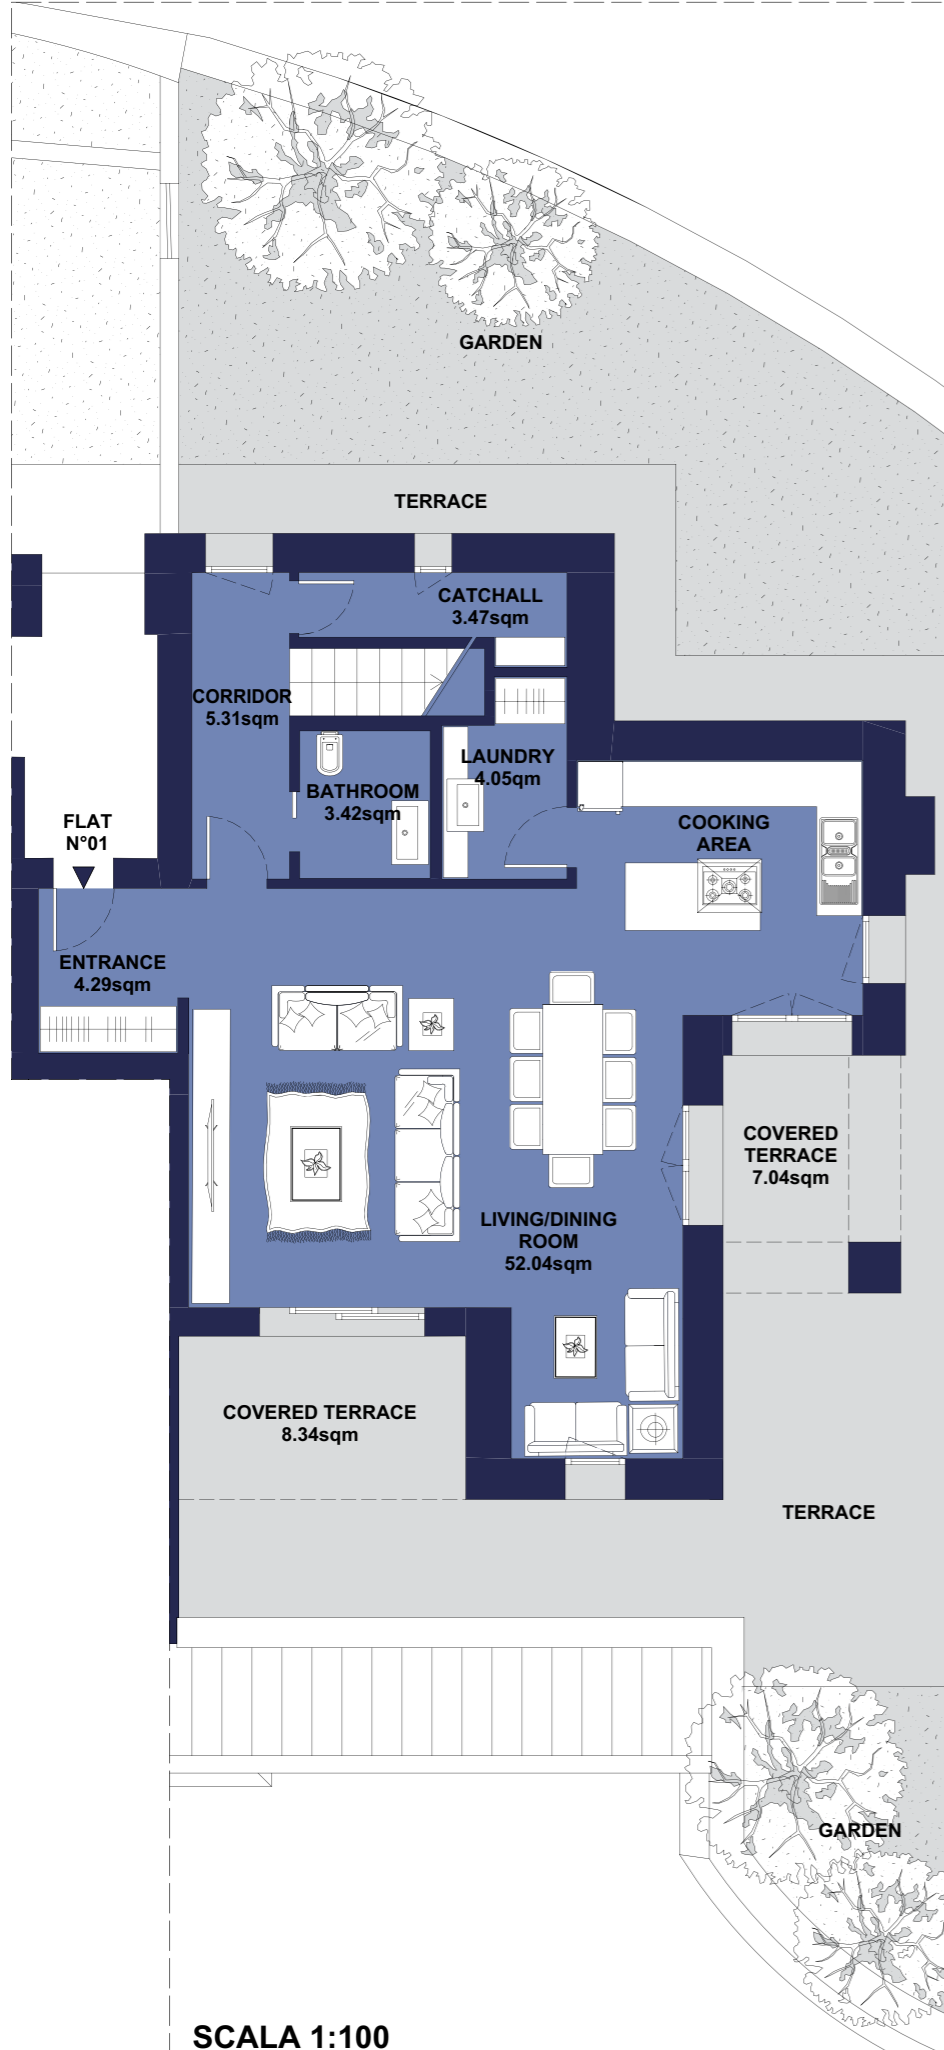 GARDEN
TERRACE
CATCHALL
3.47sqm
CORRIDOR
5.31sqm
LAUNDRY
4.05qm
BATHROOM
3.42sqm
FLAT
N°01
COOKING
AREA
ENTRANCE
4.29sqm
COVERED
TERRACE
7.04sqm
LIVING/DINING
ROOM
52.04sqm
COVERED TERRACE
8.34sqm
TERRACE
GARDEN
SCALA 1:100